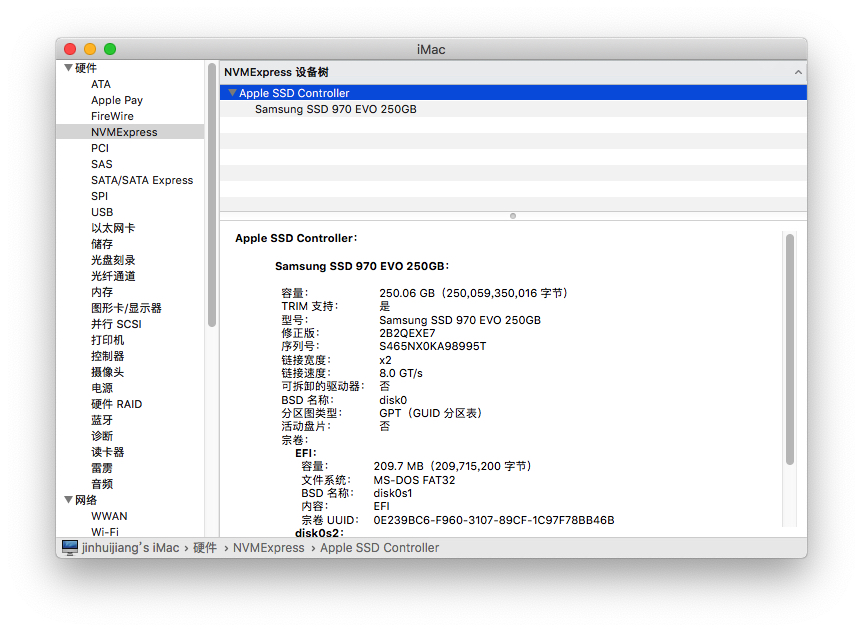 iMac
硬件
ATA
Apple Pay
FireWire
NVMExpress
PCI
SAS
SATA/SATA Express
SPI
USB
以太网卡
储存
光盘刻录
光纤通道
内存
图形卡/显示器
并行 SCSI
打印机
控制器
摄像头
电源
硬件 RAID
蓝牙
诊断
读卡器
雷雳
音频
网络
WWAN
Wi-Fi
NVMExpress 设备树
Apple SSD Controller
Samsung SSD 970 EVO 250GB
Apple SSD Controller：
Samsung SSD 970 EVO 250GB：
容量： 250.06 GB（250,059,350,016 字节）
TRIM 支持： 是
型号： Samsung SSD 970 EVO 250GB
修正版： 2B2QEXE7
序列号： S465NX0KA98995T
链接宽度： x2
链接速度： 8.0 GT/s
可拆卸的驱动器： 否
BSD 名称： disk0
分区图类型： GPT（GUID 分区表）
活动盘片： 否
宗卷：
EFI：
容量： 209.7 MB（209,715,200 字节）
文件系统： MS-DOS FAT32
BSD 名称： disk0s1
内容： EFI
宗卷 UUID： 0E239BC6-F960-3107-89CF-1C97F78BB46B
disk0s2：
jinhuijiang's iMac › 硬件 › NVMExpress › Apple SSD Controller